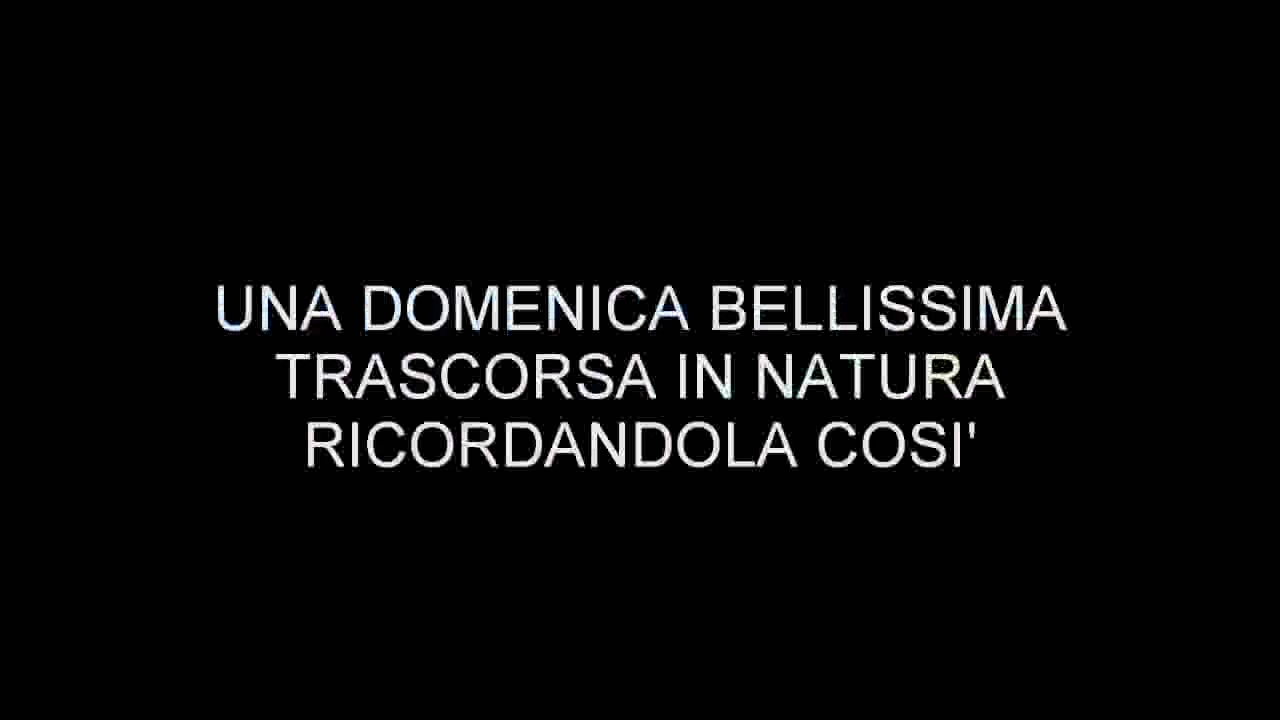 UNA DOMENICA BELLISSIMA
TRASCORSA IN NATURA
RICORDANDOLA COSI'